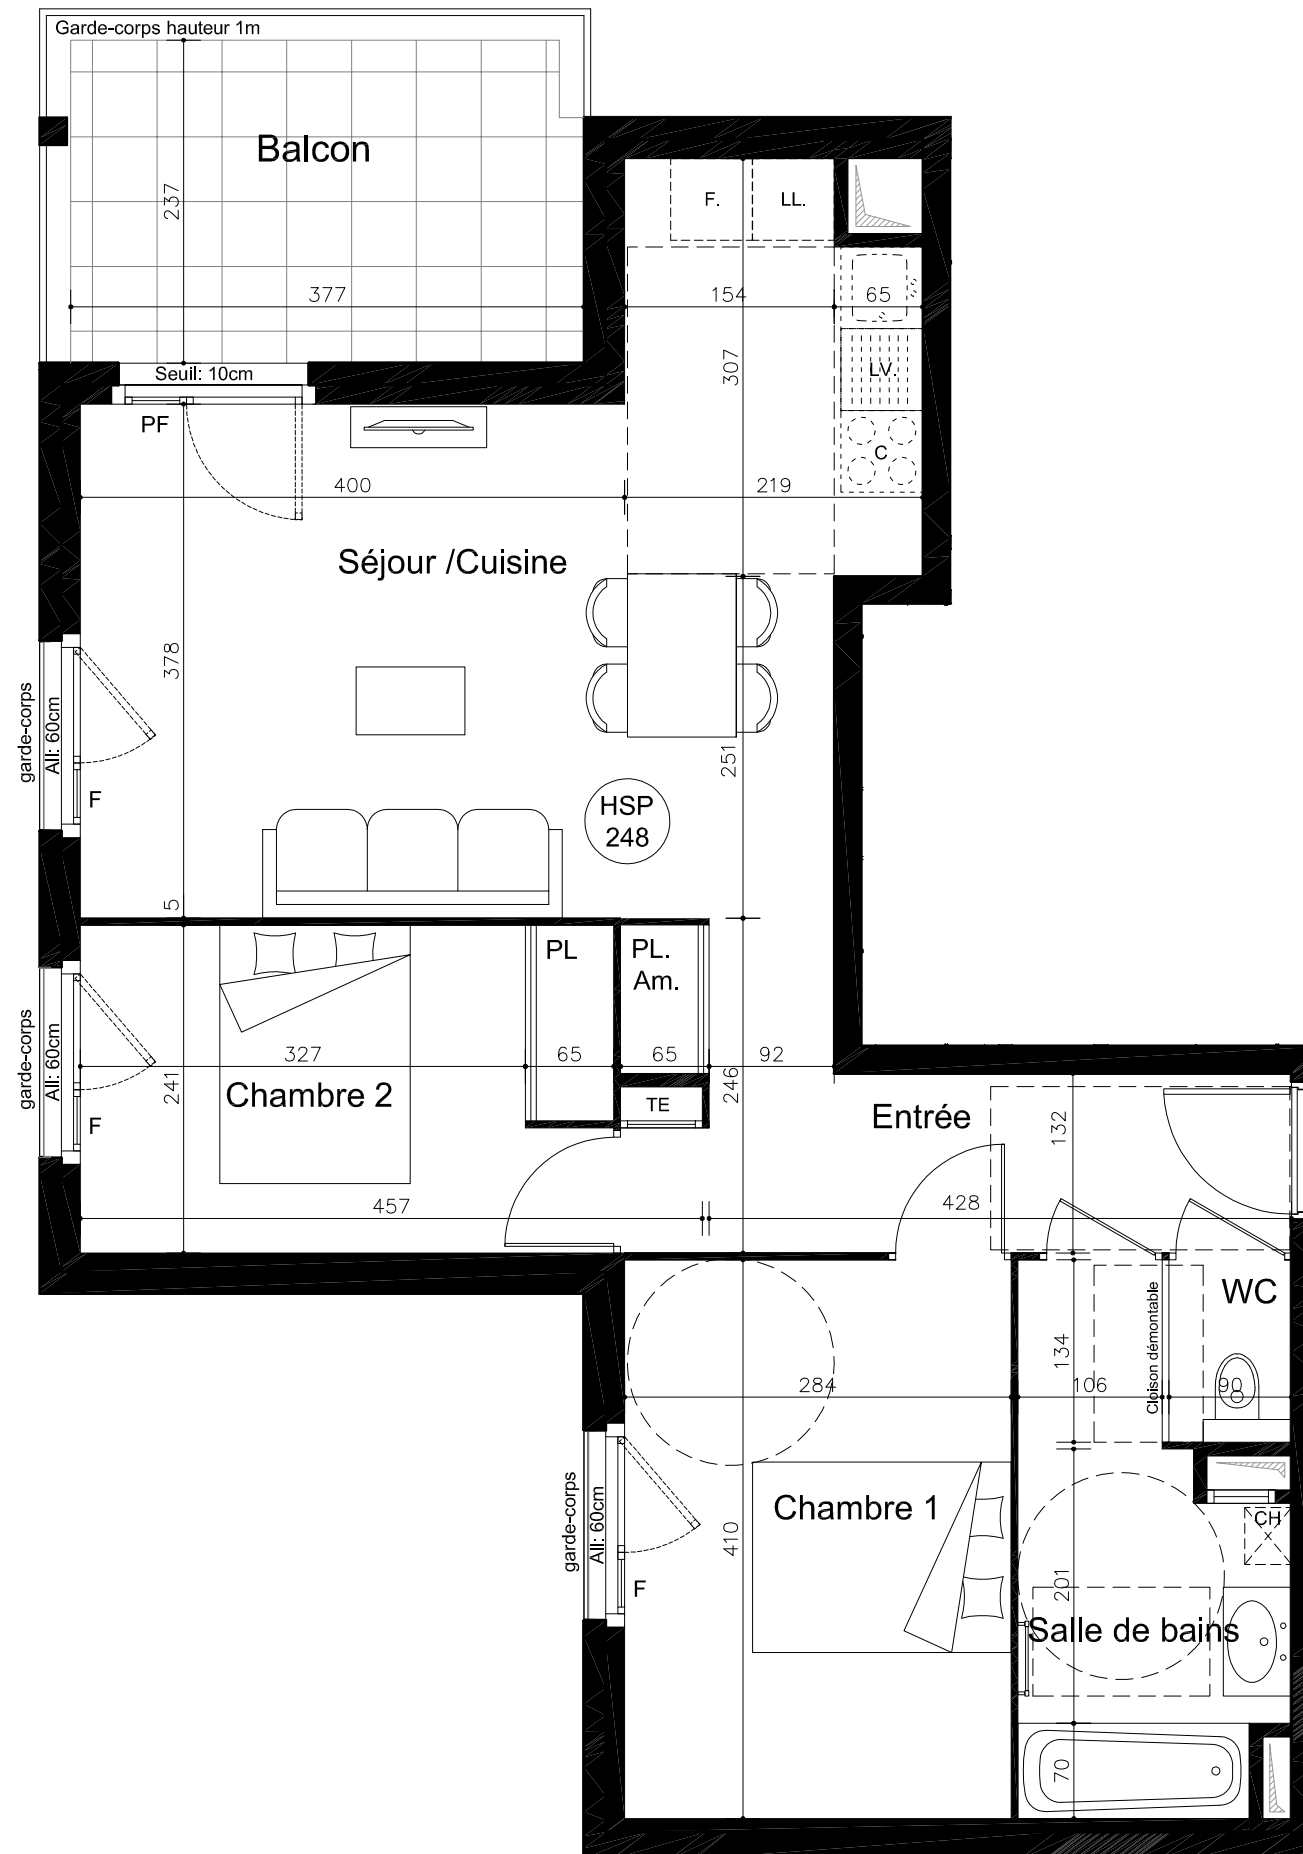 Garde-corps hauteur 1m
Balcon
237
377
F.
LL.
154
65
307
LV.
C
Seuil: 10cm
PF
400
219
Séjour /Cuisine
378
garde-corps
All: 60cm
F
251
HSP
248
5
PL
PL.
Am.
garde-corps
All: 60cm
F
327
65
65
92
241
Chambre 2
246
TE
Entrée
132
457
428
WC
Cloison démontable
134
284
106
90
garde-corps
All: 60cm
F
Chambre 1
410
CH
201
Salle de bains
70